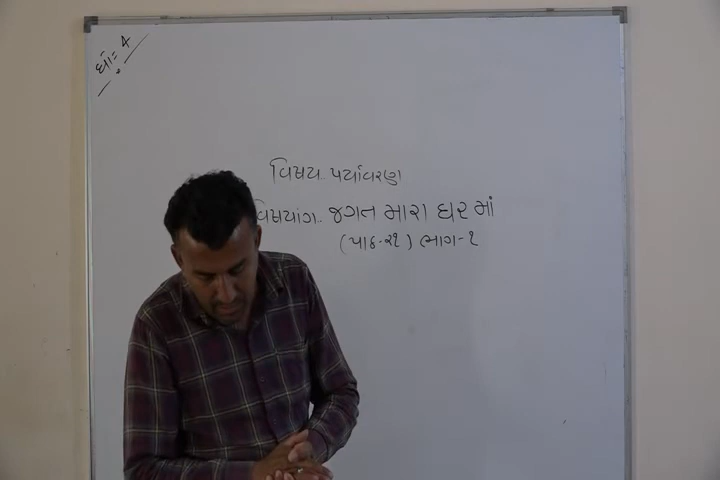 ધો:- 4
વિષય:- પર્યાવરણ
વિષયાંગ:- જગત મારા ઘર માં
(પાઠ-૨૧) ભાગ-૧